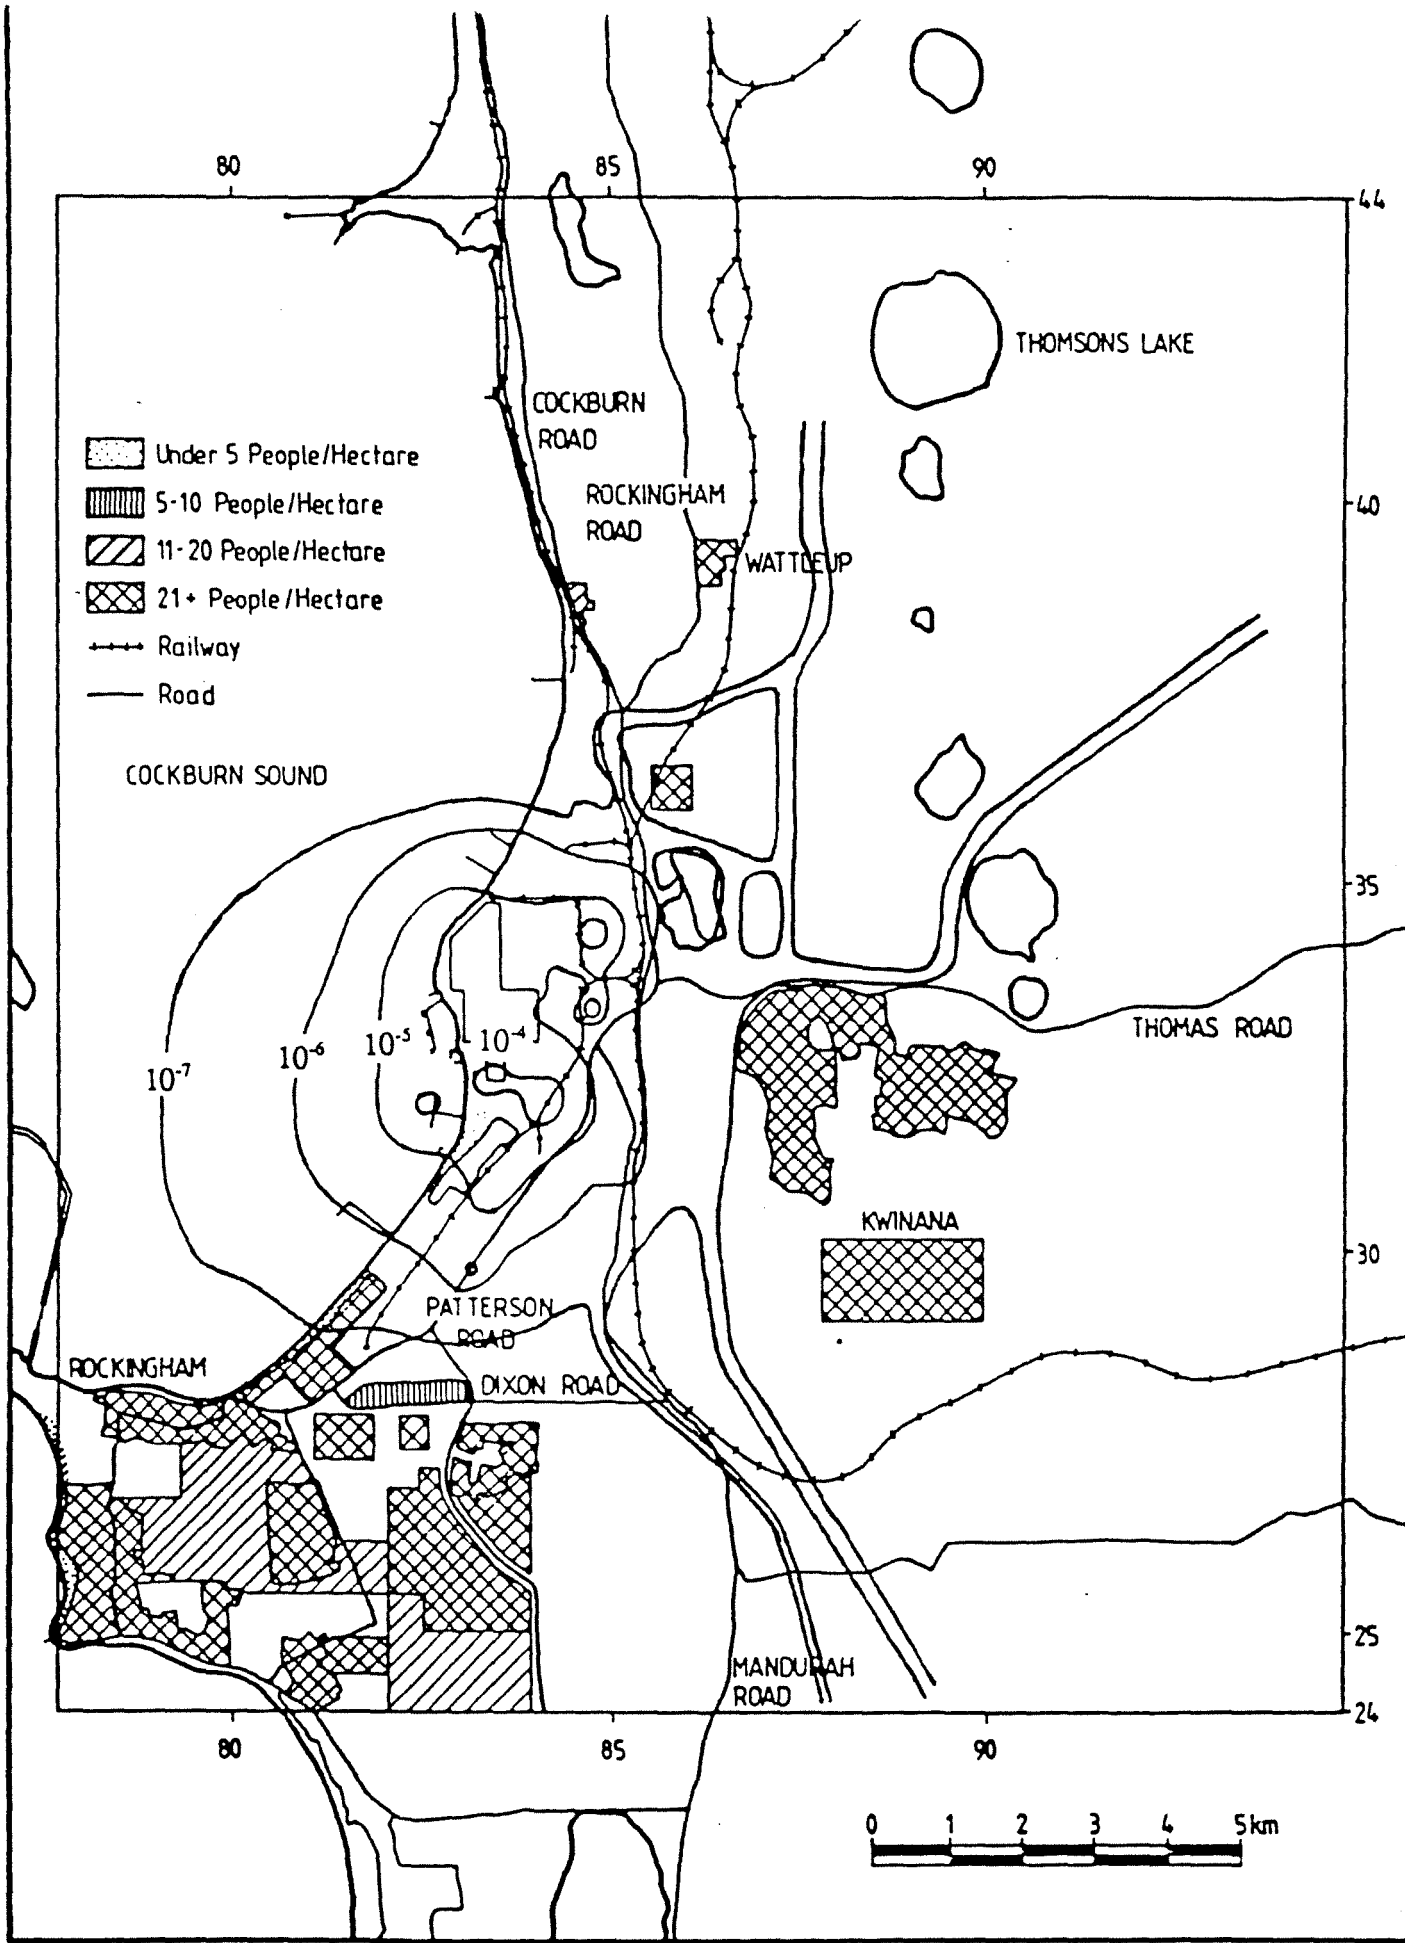 80
85
90
44
THOMSONS LAKE
COCKBURN
ROAD
Under 5 People/Hectare
5-10 People/Hectare
11-20 People/Hectare
21+ People/Hectare
Railway
Road
ROCKINGHAM
ROAD
40
WATTLEUP
COCKBURN SOUND
35
THOMAS ROAD
10-7
10-6
10-5
10-4
KWINANA
30
PATTERSON
ROAD
ROCKINGHAM
DIXON ROAD
25
MANDURAH
ROAD
24
80
85
90
0 1 2 3 4 5km